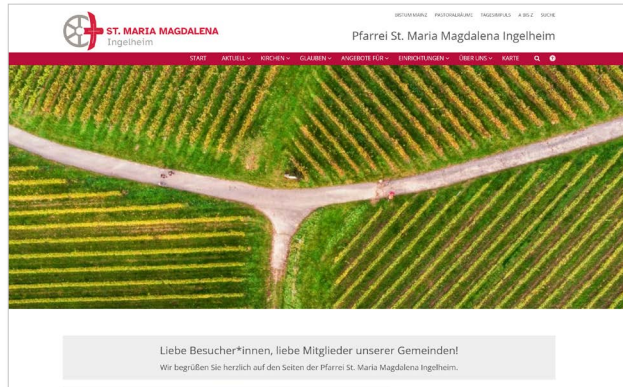 BISTUM MAINZ PASTORALRÄUME TAGESIMPULS A BIS Z SUCHE
ST. MARIA MAGDALENA
Ingelheim
Pfarrei St. Maria Magdalena Ingelheim
START AKTUELL KIRCHEN GLAUBEN ANGEBOTE FÜR EINRICHTUNGEN ÜBER UNS KARTE
Liebe Besucher*innen, liebe Mitglieder unserer Gemeinden!
Wir begrüßen Sie herzlich auf den Seiten der Pfarrei St. Maria Magdalena Ingelheim.